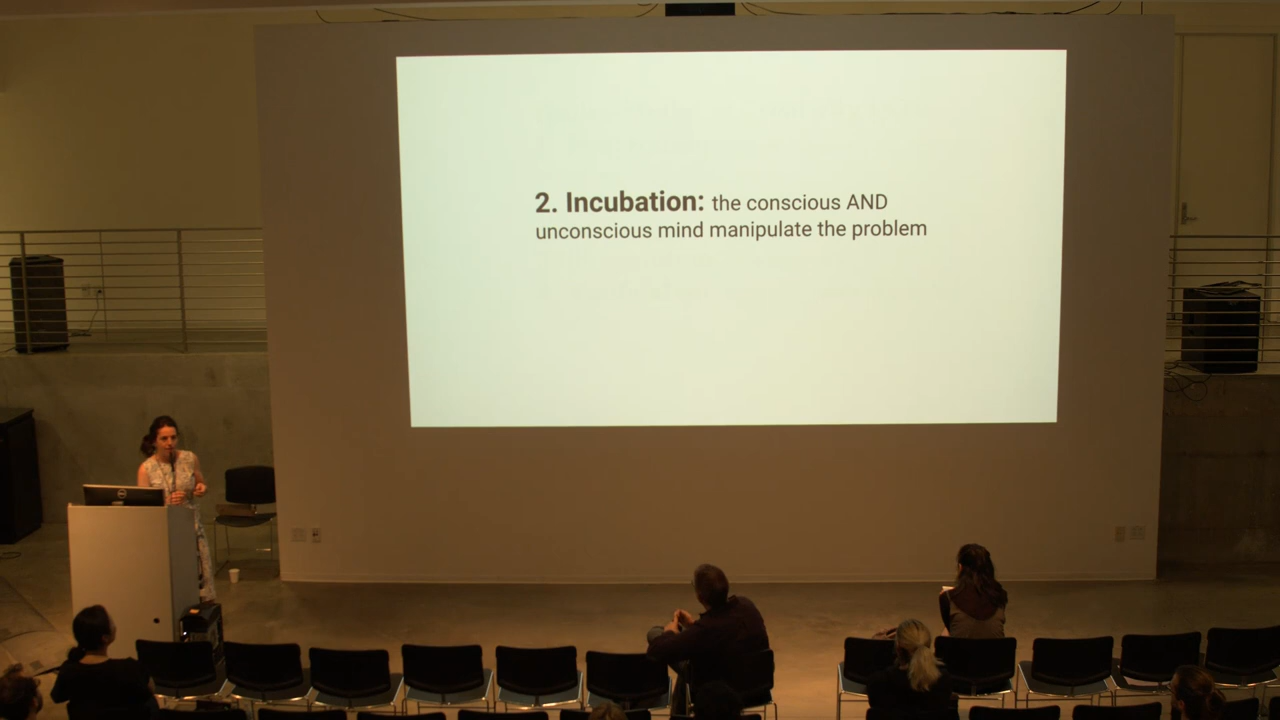 2. Incubation: the conscious AND
unconscious mind manipulate the problem